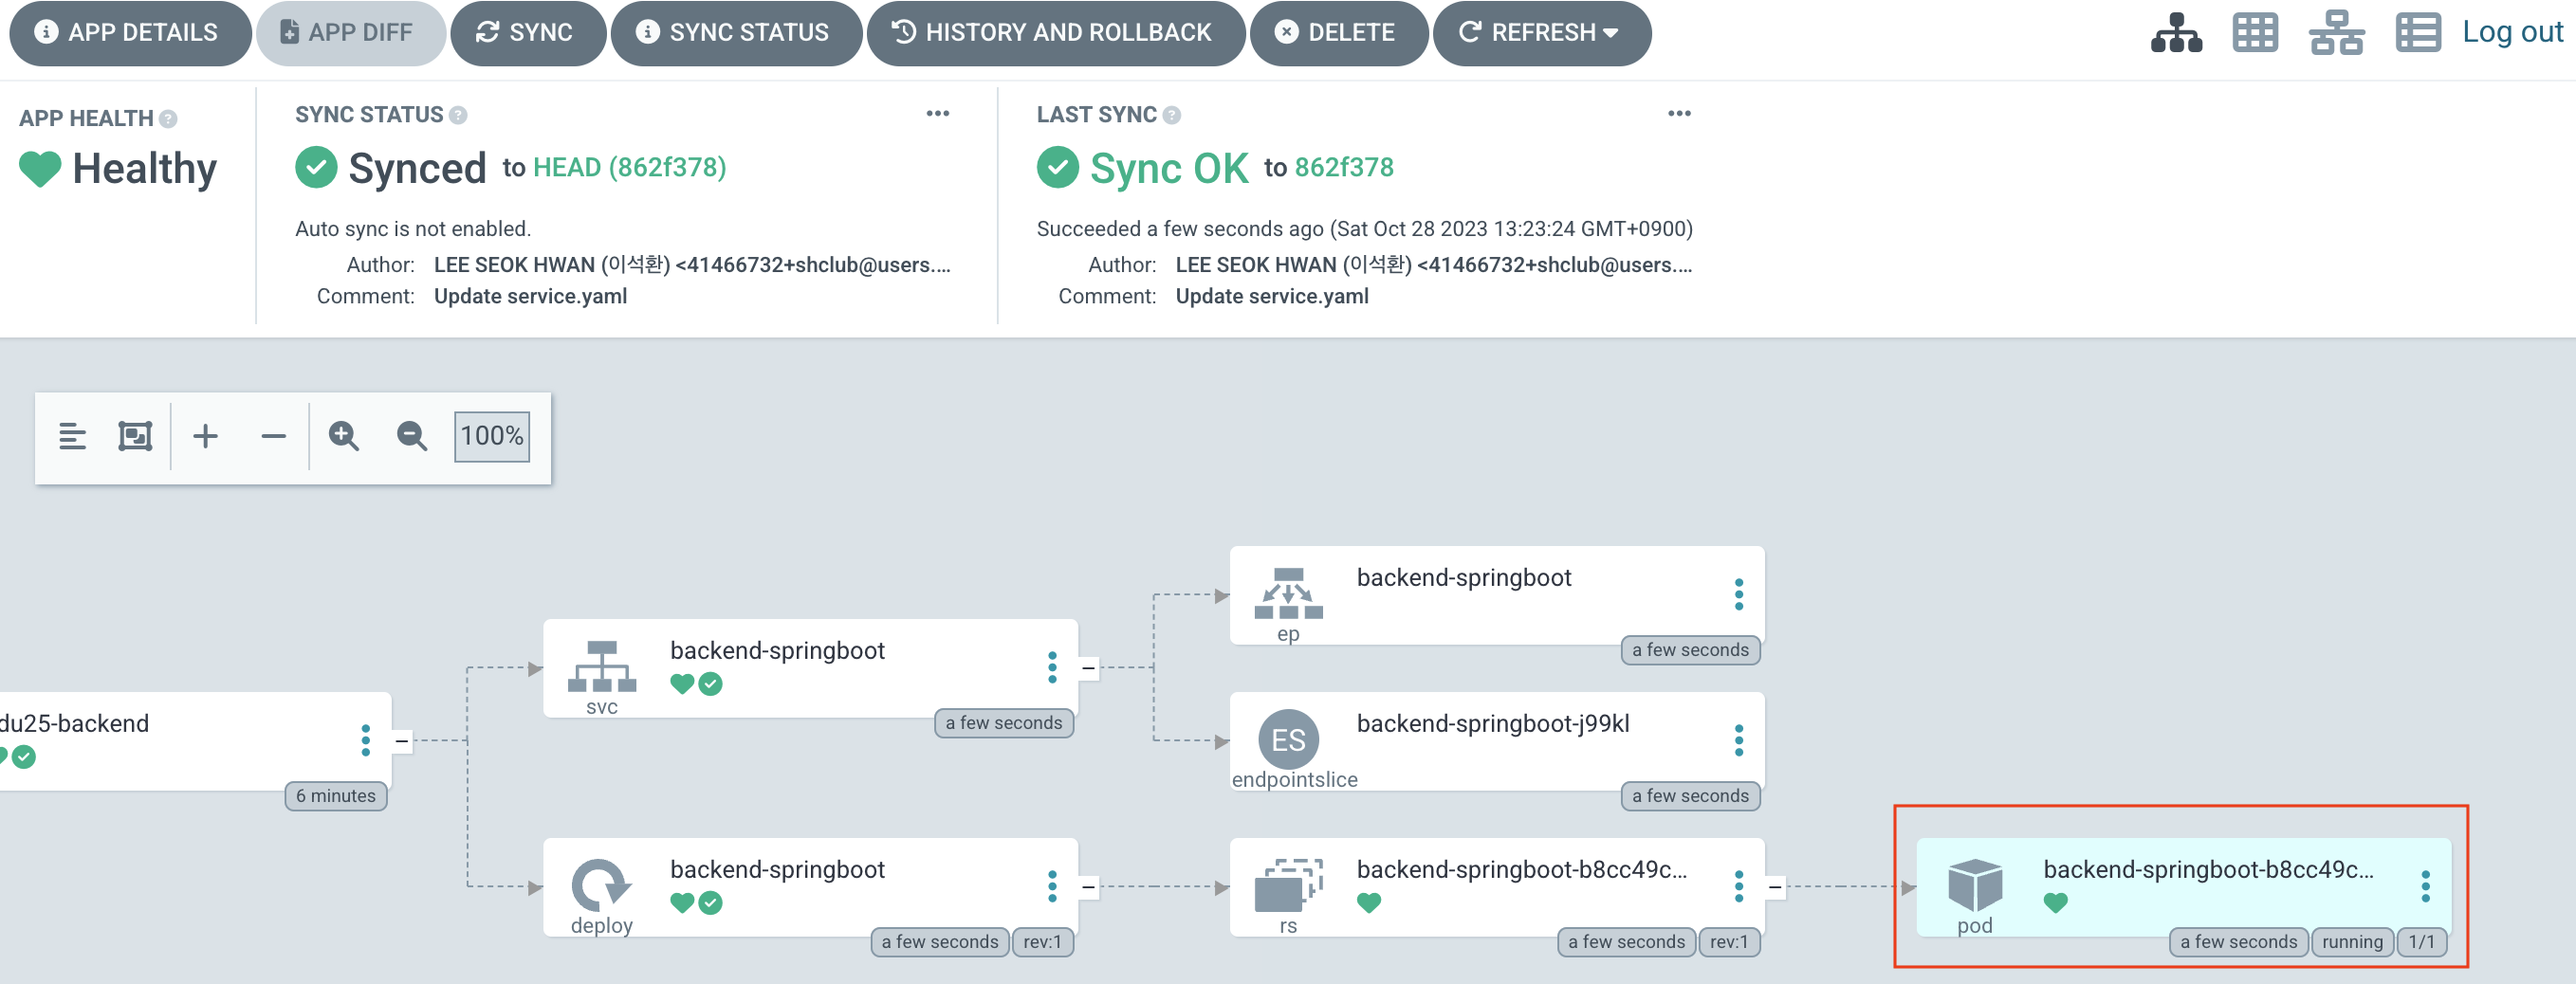 APP DETAILS
APP DIFF
SYNC
SYNC STATUS
HISTORY AND ROLLBACK
DELETE
REFRESH
Log out
APP HEALTH ?
Healthy
SYNC STATUS ?
Synced to HEAD (862f378)
Auto sync is not enabled.
Author: LEE SEOK HWAN (이석환) <41466732+shclub@users....
Comment: Update service.yaml
LAST SYNC ?
Sync OK to 862f378
Succeeded a few seconds ago (Sat Oct 28 2023 13:23:24 GMT+0900)
Author: LEE SEOK HWAN (이석환) <41466732+shclub@users....
Comment: Update service.yaml
100%
du25-backend
6 minutes
backend-springboot
svc
a few seconds
backend-springboot
ep
a few seconds
backend-springboot-j99kl
ES
endpointslice
a few seconds
backend-springboot
deploy
a few seconds
rev:1
backend-springboot-b8cc49c...
rs
a few seconds
rev:1
backend-springboot-b8cc49c...
pod
a few seconds
running
1/1